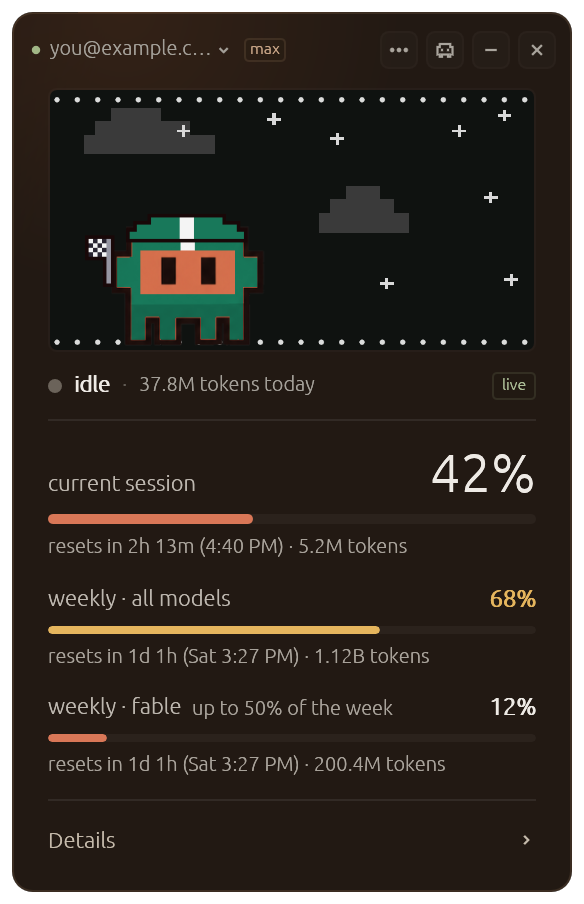 you@example.c... max
idle · 37.8M tokens today live
current session 42%
resets in 2h 13m (4:40 PM) · 5.2M tokens
weekly · all models 68%
resets in 1d 1h (Sat 3:27 PM) · 1.12B tokens
weekly · fable up to 50% of the week 12%
resets in 1d 1h (Sat 3:27 PM) · 200.4M tokens
Details